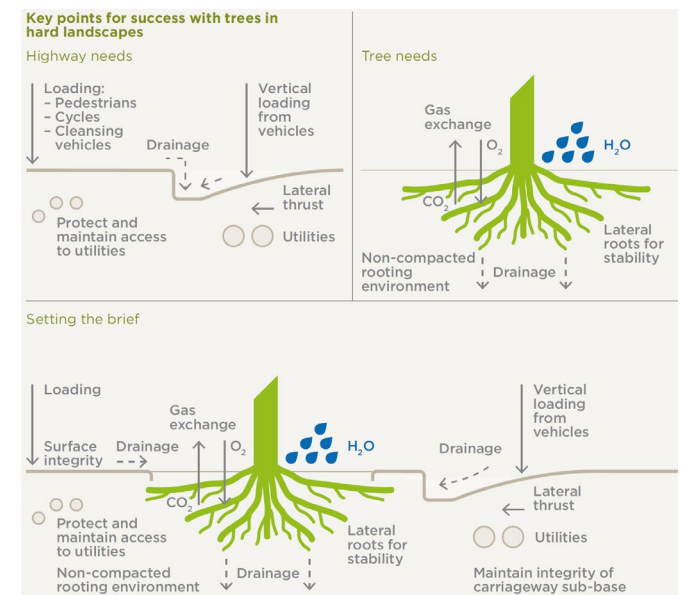 Key points for success with trees in
hard landscapes
Highway needs
Loading:
– Pedestrians
– Cycles
– Cleansing
vehicles
Drainage
Vertical
loading
from
vehicles
Lateral
thrust
Protect and
maintain access
to utilities
Utilities
Tree needs
Gas
exchange
O2
H2O
CO2
Lateral
roots for
stability
Non-compacted
rooting
environment
Drainage
Setting the brief
Loading
Surface
integrity
Drainage
Gas
exchange
O2
H2O
CO2
Protect and
maintain access
to utilities
Non-compacted
rooting environment
Drainage
Lateral
roots for
stability
Vertical
loading
from
vehicles
Drainage
Lateral
thrust
Utilities
Maintain integrity of
carriageway sub-base